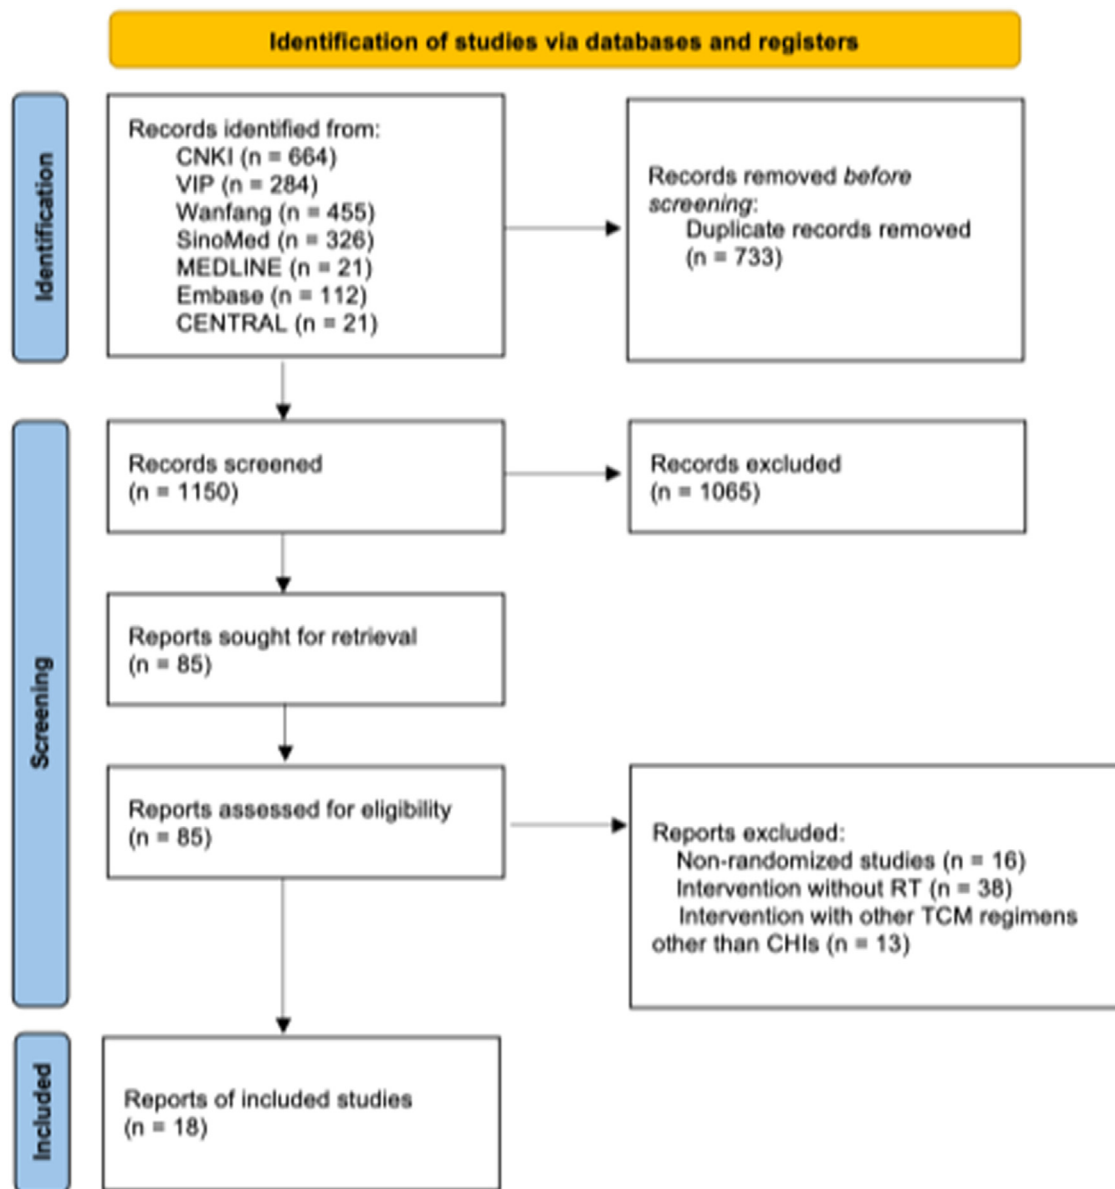 Identification of studies via databases and registers
Identification
Records identified from:
CNKI (n = 664)
VIP (n = 284)
Wanfang (n = 455)
SinoMed (n = 326)
MEDLINE (n = 21)
Embase (n = 112)
CENTRAL (n = 21)
Records removed before
screening:
Duplicate records removed
(n = 733)
Screening
Records screened
(n = 1150)
Records excluded
(n = 1065)
Reports sought for retrieval
(n = 85)
Reports assessed for eligibility
(n = 85)
Reports excluded:
Non-randomized studies (n = 16)
Intervention without RT (n = 38)
Intervention with other TCM regimens
other than CHIs (n = 13)
Included
Reports of included studies
(n = 18)